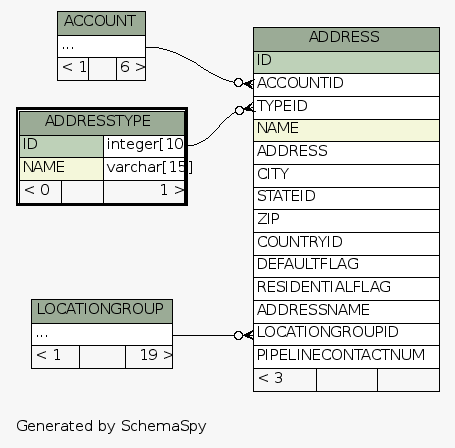 ACCOUNT
...
< 1 6 >
ADDRESSTYPE
ID integer[10
NAME varchar[15]
< 0 1 >
LOCATIONGROUP
...
< 1 19 >
ADDRESS
ID
ACCOUNTID
TYPEID
NAME
ADDRESS
CITY
STATEID
ZIP
COUNTRYID
DEFAULTFLAG
RESIDENTIALFLAG
ADDRESSNAME
LOCATIONGROUPID
PIPELINECONTACTNUM
< 3
Generated by SchemaSpy